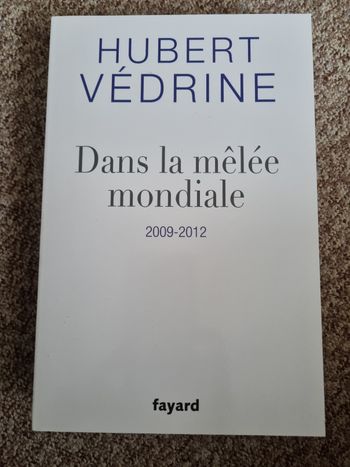 HUBERT
VÉDRINE
Dans la mêlée
mondiale
2009-2012
fayard